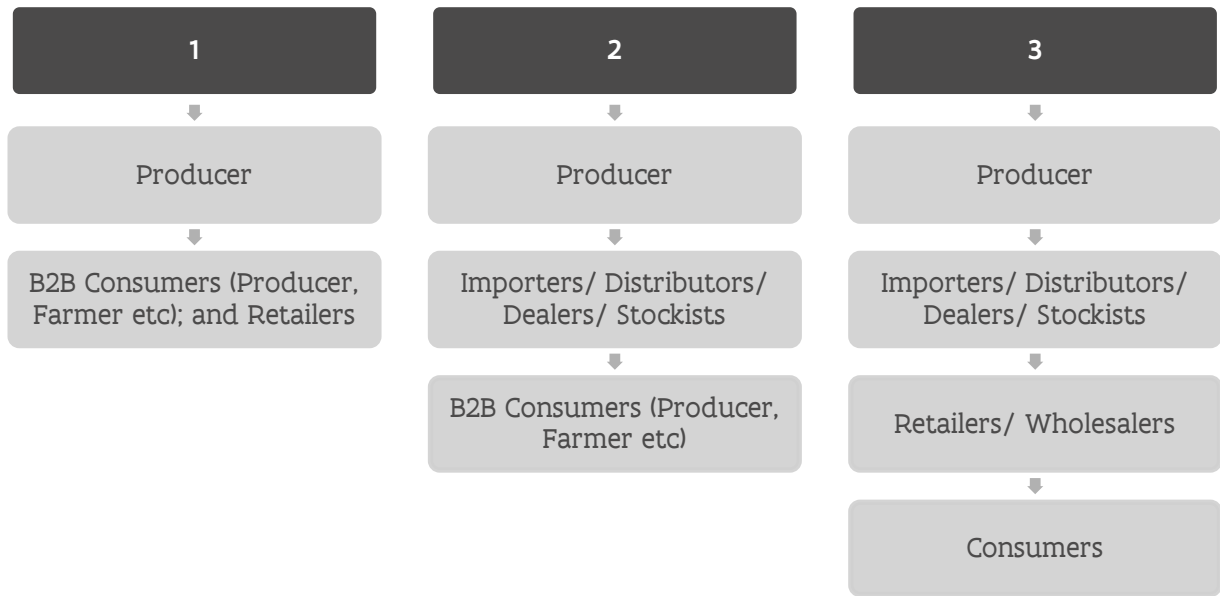 1
Producer
B2B Consumers (Producer,
Farmer etc); and Retailers
2
Producer
Importers/ Distributors/
Dealers/ Stockists
B2B Consumers (Producer,
Farmer etc)
3
Producer
Importers/ Distributors/
Dealers/ Stockists
Retailers/ Wholesalers
Consumers